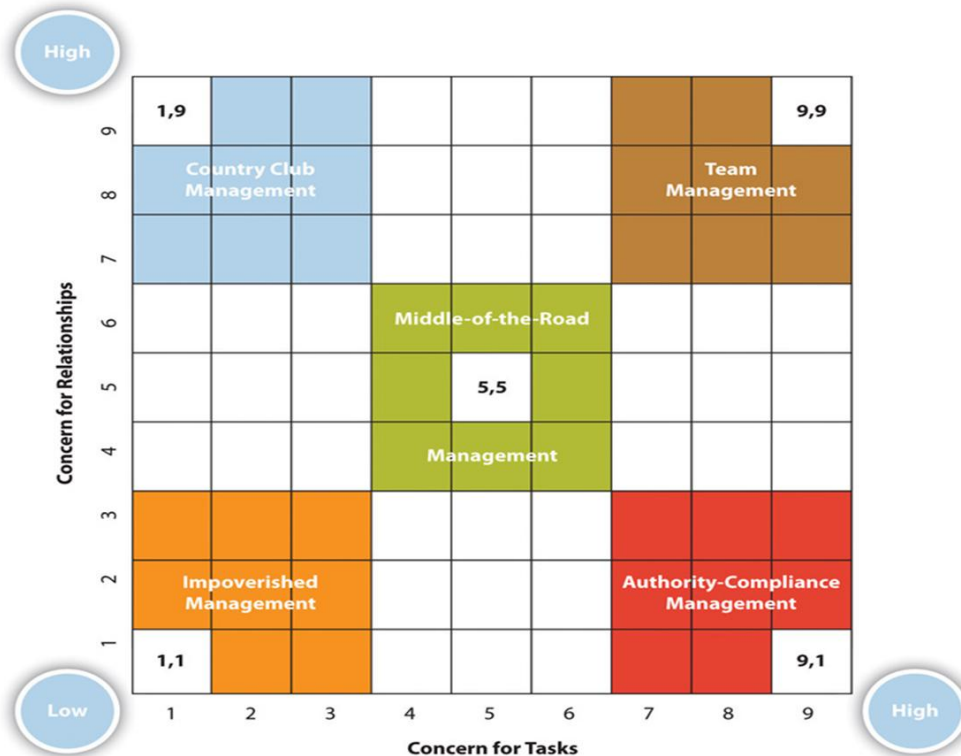 High
1,9
9,9
Country Club
Management
Team
Management
Middle-of-the-Road
5,5
Management
Impoverished
Management
Authority-Compliance
Management
1,1
9,1
Concern for Relationships
9
8
7
6
5
4
3
2
1
Low
1 2 3 4 5 6 7 8 9
High
Concern for Tasks